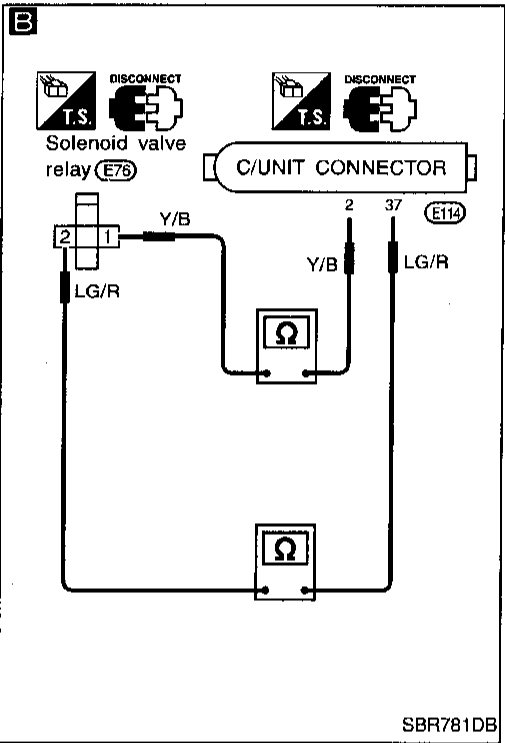 B
DISCONNECT
T.S.
DISCONNECT
T.S.
Solenoid valve
relay E76
C/UNIT CONNECTOR
2 37 E114
2 1 Y/B
Y/B LG/R
LG/R
Ω
Ω
SBR781DB